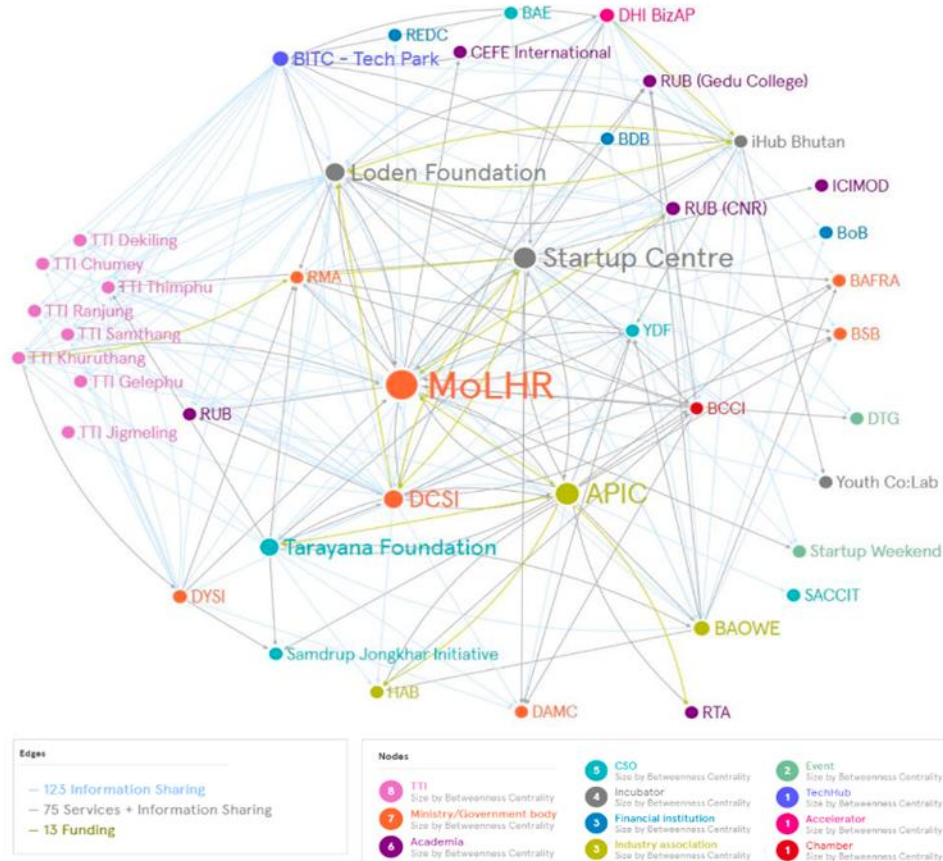 BAE
DHI BizAP
REDC
CEFE International
BITC - Tech Park
RUB (Gedu College)
BDB
iHub Bhutan
Loden Foundation
ICIMOD
RUB (CNR)
BoB
TTI Dekiling
Startup Centre
TTI Chumey
RMA
BAFRA
TTI Thimphu
TTI Ranjung
YDF
BSB
TTI Samthang
TTI Khuruthang
MoLHR
TTI Gelephu
BCCI
RUB
DTG
TTI Jigmeling
Youth Co:Lab
DCSI
APIC
Tarayana Foundation
Startup Weekend
DYSI
SACCIT
BAOWE
Samdrup Jongkhar Initiative
HAB
DAMC
RTA
Edges
123 Information Sharing
75 Services + Information Sharing
13 Funding
Nodes
8 TTI
Size by Betweenness Centrality
7 Ministry/Government body
Size by Betweenness Centrality
6 Academia
Size by Betweenness Centrality
5 CSO
Size by Betweenness Centrality
4 Incubator
Size by Betweenness Centrality
3 Financial institution
Size by Betweenness Centrality
3 Industry association
Size by Betweenness Centrality
2 Event
Size by Betweenness Centrality
1 TechHub
Size by Betweenness Centrality
1 Accelerator
Size by Betweenness Centrality
1 Chamber
Size by Betweenness Centrality